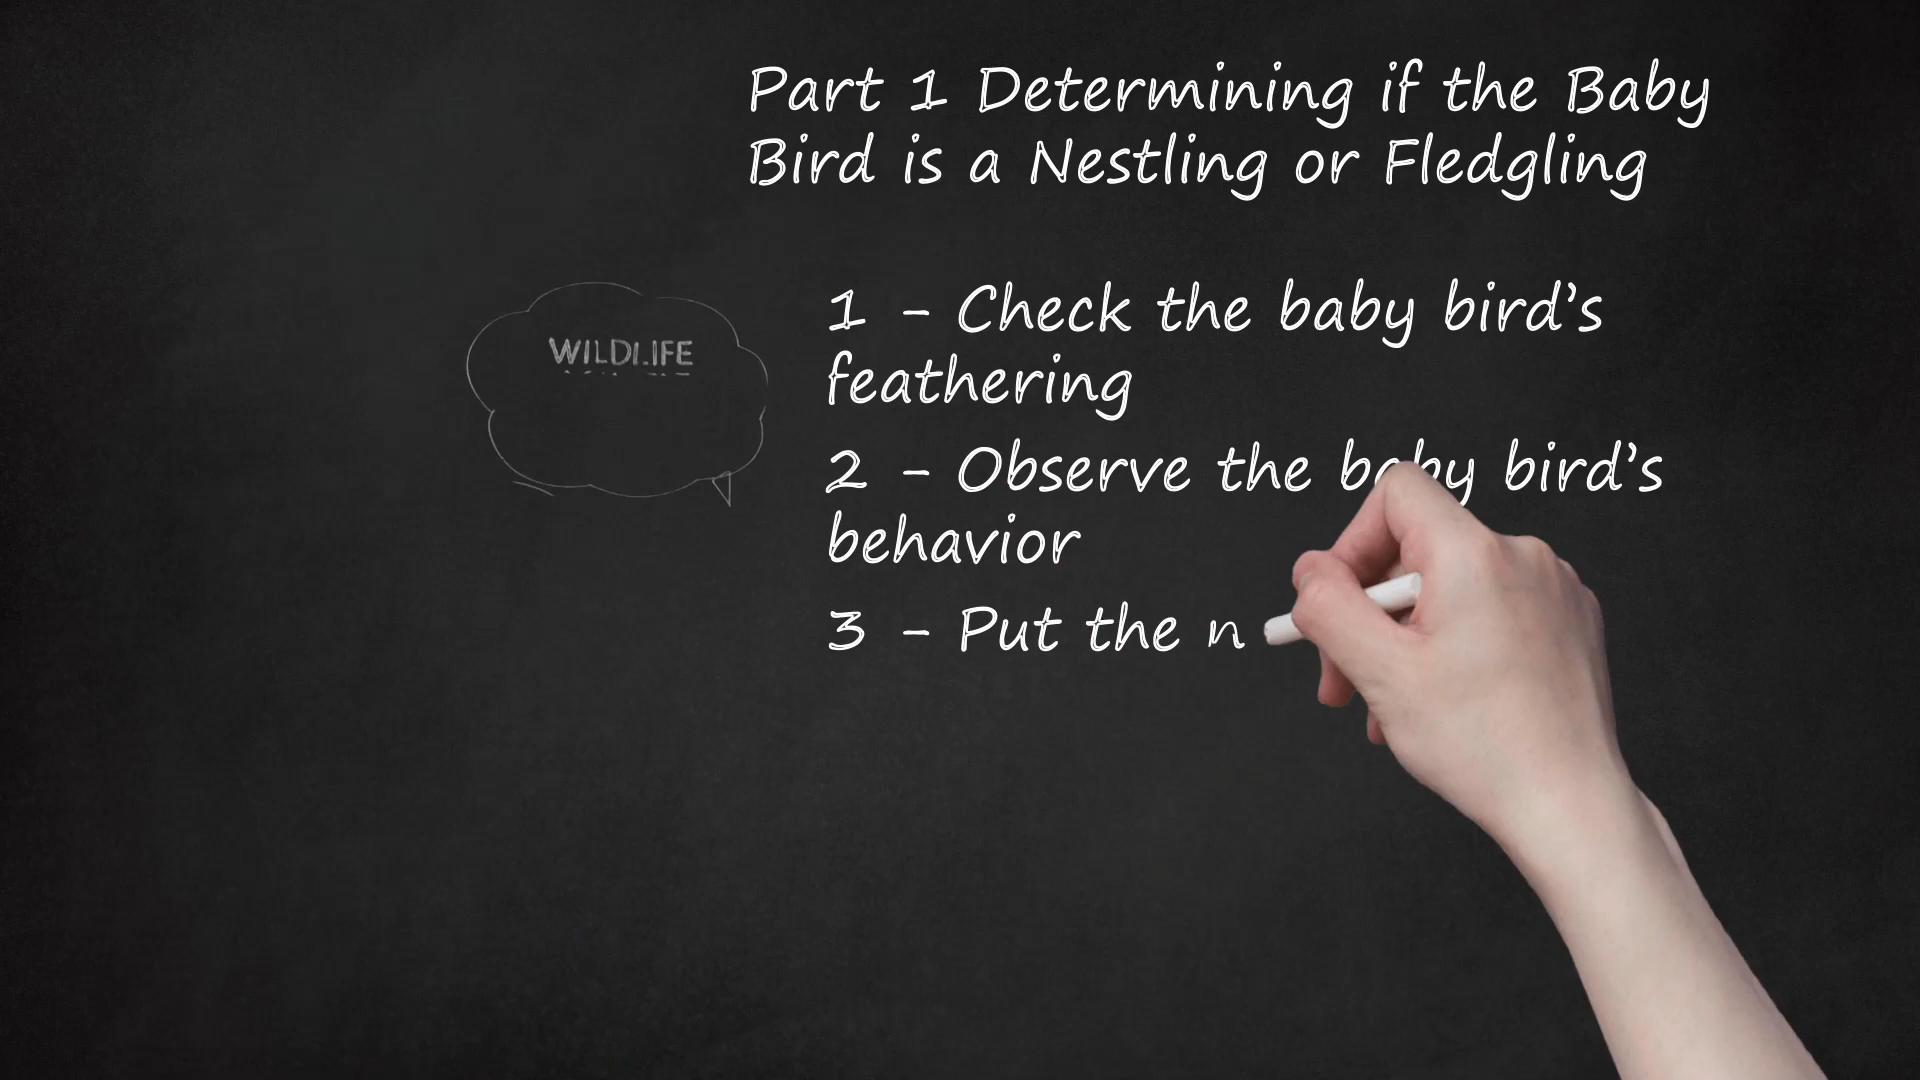 Part 1 Determining if the Baby
Bird is a Nestling or Fledgling
WILDLIFE
1 - Check the baby bird's
feathering
2 - Observe the baby bird's
behavior
3 - Put the n